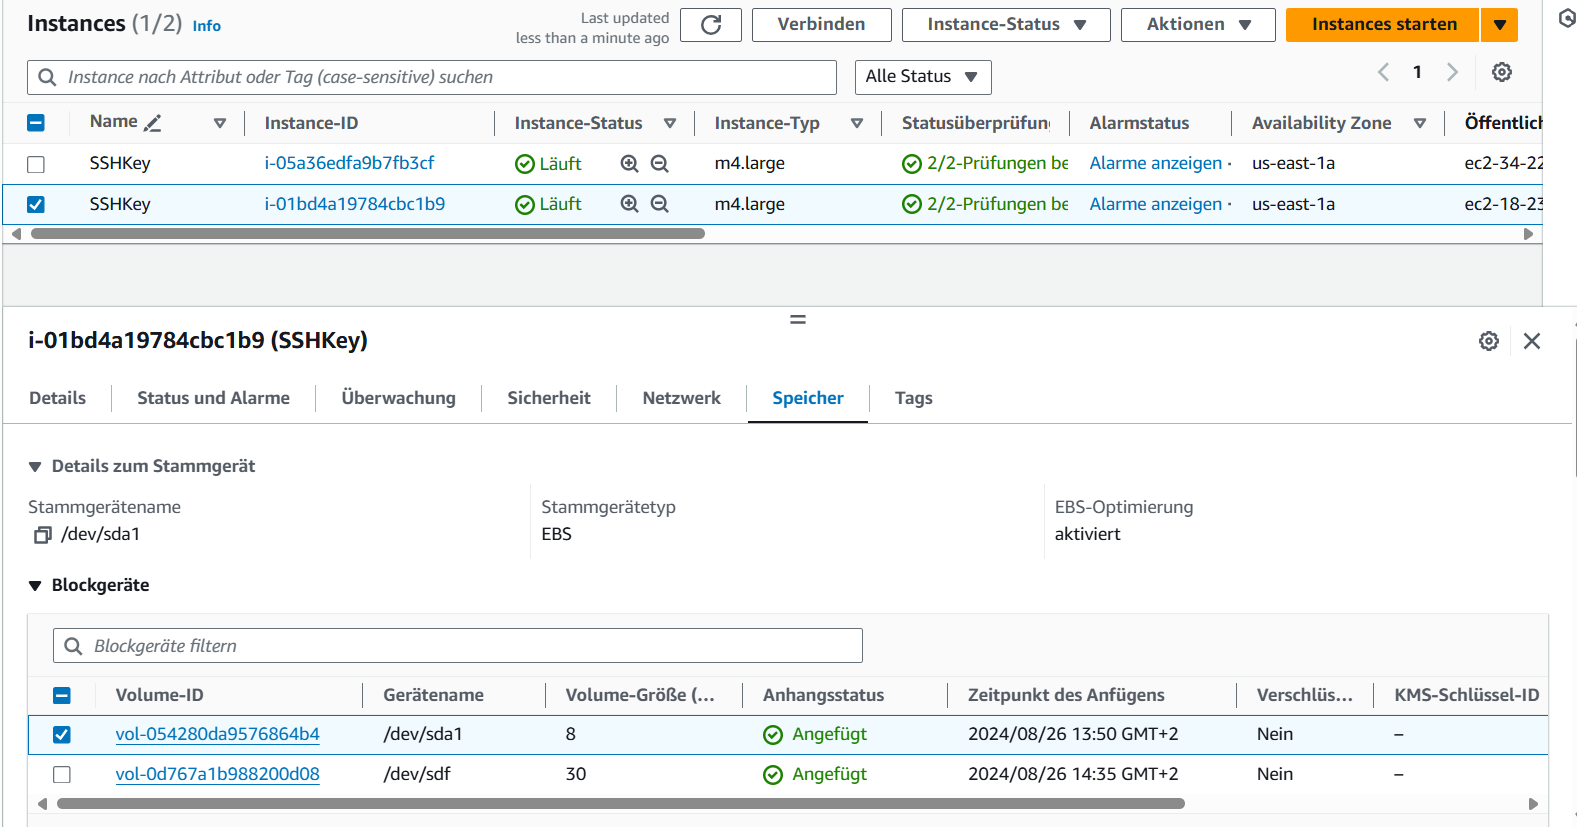 Instances (1/2) Info
Last updated
less than a minute ago
Verbinden
Instance-Status
Aktionen
Instances starten
Instance nach Attribut oder Tag (case-sensitive) suchen
Alle Status
1
Name Instance-ID Instance-Status Instance-Typ Statusüberprüfun Alarmstatus Availability Zone Öffentlich
SSHKey i-05a36edfa9b7fb3cf Läuft m4.large 2/2-Prüfungen be Alarme anzeigen us-east-1a ec2-34-22
SSHKey i-01bd4a19784cbc1b9 Läuft m4.large 2/2-Prüfungen be Alarme anzeigen us-east-1a ec2-18-23
i-01bd4a19784cbc1b9 (SSHKey)
Details Status und Alarme Überwachung Sicherheit Netzwerk Speicher Tags
Details zum Stammgerät
Stammgerätename Stammgerätetyp EBS-Optimierung
/dev/sda1 EBS aktiviert
Blockgeräte
Blockgeräte filtern
Volume-ID Gerätename Volume-Größe (... Anhangsstatus Zeitpunkt des Anfügens Verschlüs... KMS-Schlüssel-ID
vol-054280da9576864b4 /dev/sda1 8 Angefügt 2024/08/26 13:50 GMT+2 Nein –
vol-0d767a1b988200d08 /dev/sdf 30 Angefügt 2024/08/26 14:35 GMT+2 Nein –